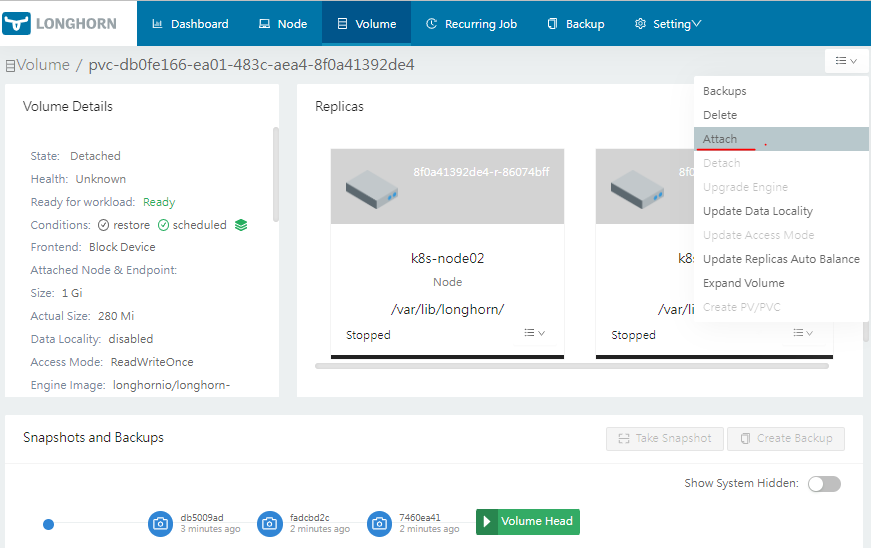 LONGHORN
Dashboard
Node
Volume
Recurring Job
Backup
Setting
Volume / pvc-db0fe166-ea01-483c-aea4-8f0a41392de4
Volume Details
State: Detached
Health: Unknown
Ready for workload: Ready
Conditions: restore scheduled
Frontend: Block Device
Attached Node & Endpoint:
Size: 1 Gi
Actual Size: 280 Mi
Data Locality: disabled
Access Mode: ReadWriteOnce
Engine Image: longhornio/longhorn-
Replicas
8f0a41392de4-r-86074bff
k8s-node02
Node
/var/lib/longhorn/
Stopped
8f0
k8s-
/var/lib
Stopped
Backups
Delete
Attach
Detach
Upgrade Engine
Update Data Locality
Update Access Mode
Update Replicas Auto Balance
Expand Volume
Create PV/PVC
Snapshots and Backups
Take Snapshot
Create Backup
Show System Hidden:
db5009ad
3 minutes ago
fadcbd2c
2 minutes ago
7460ea41
2 minutes ago
Volume Head